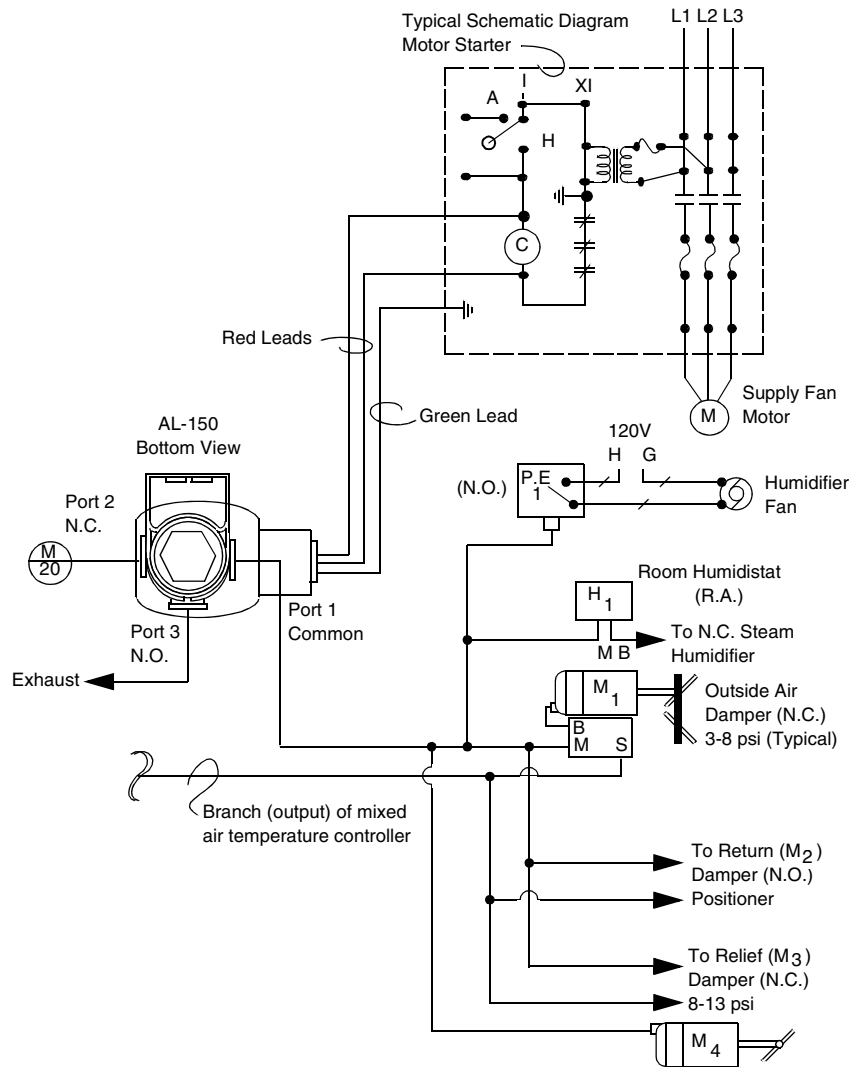 Typical Schematic Diagram
Motor Starter
L1 L2 L3
I
XI
A
H
C
Red Leads
Green Lead
Supply Fan
Motor
M
AL-150
Bottom View
Port 2
N.C.
M
20
Port 3
N.O.
Port 1
Common
Exhaust
120V
H G
(N.O.)
P.E
1
Humidifier
Fan
Room Humidistat
(R.A.)
H1
M B
To N.C. Steam
Humidifier
M1
B
M S
Outside Air
Damper (N.C.)
3-8 psi (Typical)
Branch (output) of mixed
air temperature controller
To Return (M2)
Damper (N.O.)
Positioner
To Relief (M3)
Damper (N.C.)
8-13 psi
M4